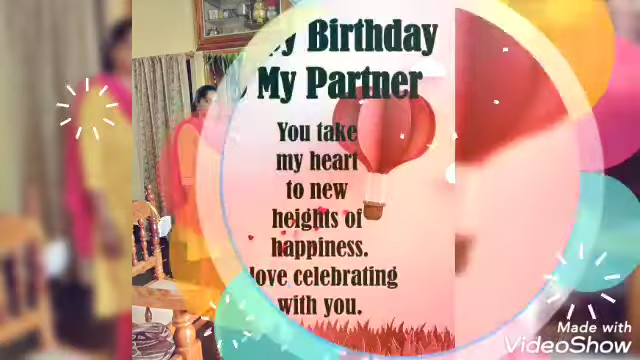 Birthday
My Partner
You take
my heart
to new
heights of
happiness.
love celebrating
with you.
Made with
VideoShow